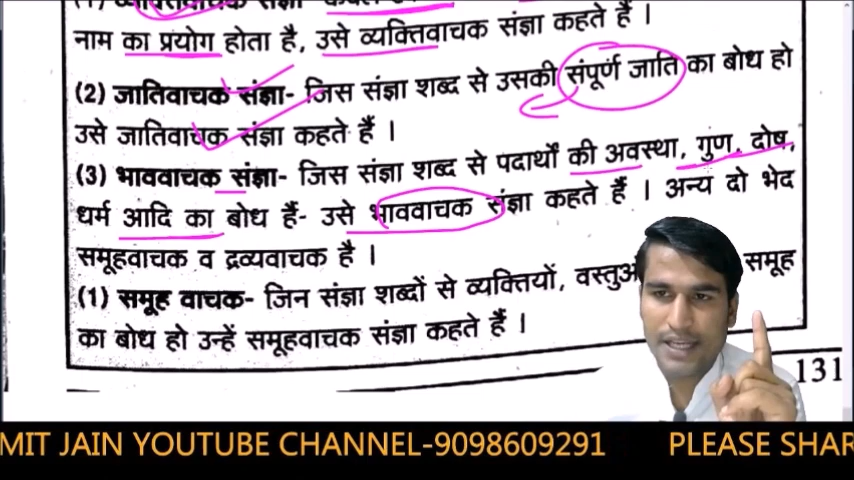 नाम का प्रयोग होता है, उसे व्यक्तिवाचक संज्ञा कहते हैं ।
(2) जातिवाचक संज्ञा- जिस संज्ञा शब्द से उसकी संपूर्ण जाति का बोध हो
उसे जातिवाचक संज्ञा कहते हैं ।
(3) भाववाचक संज्ञा- जिस संज्ञा शब्द से पदार्थों की अवस्था, गुण, दोष,
धर्म आदि का बोध हैं- उसे भाववाचक संज्ञा कहते हैं । अन्य दो भेद
समूहवाचक व द्रव्यवाचक है ।
(1) समूह वाचक- जिन संज्ञा शब्दों से व्यक्तियों, समूह
का बोध हो उन्हें समूहवाचक संज्ञा कहते हैं ।
131
MIT JAIN YOUTUBE CHANNEL-9098609291 PLEASE SHAR